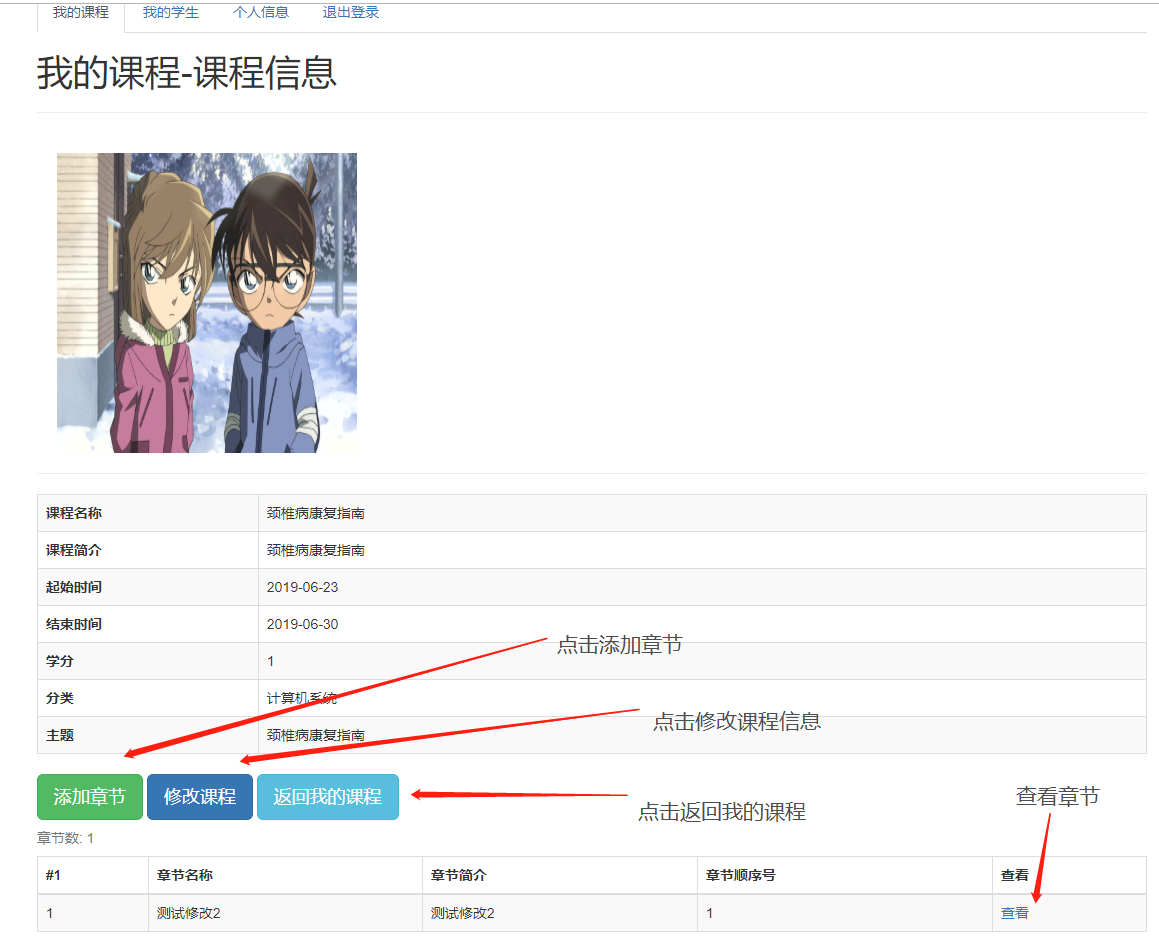 我的课程 我的学生 个人信息 退出登录
我的课程-课程信息
课程名称 颈椎病康复指南
课程简介 颈椎病康复指南
起始时间 2019-06-23
结束时间 2019-06-30
点击添加章节
学分 1
分类 计算机系统
点击修改课程信息
主题 颈椎病康复指南
添加章节 修改课程 返回我的课程 查看章节
点击返回我的课程
章节数: 1
#1 章节名称 章节简介 章节顺序号 查看
1 测试修改2 测试修改2 1 查看